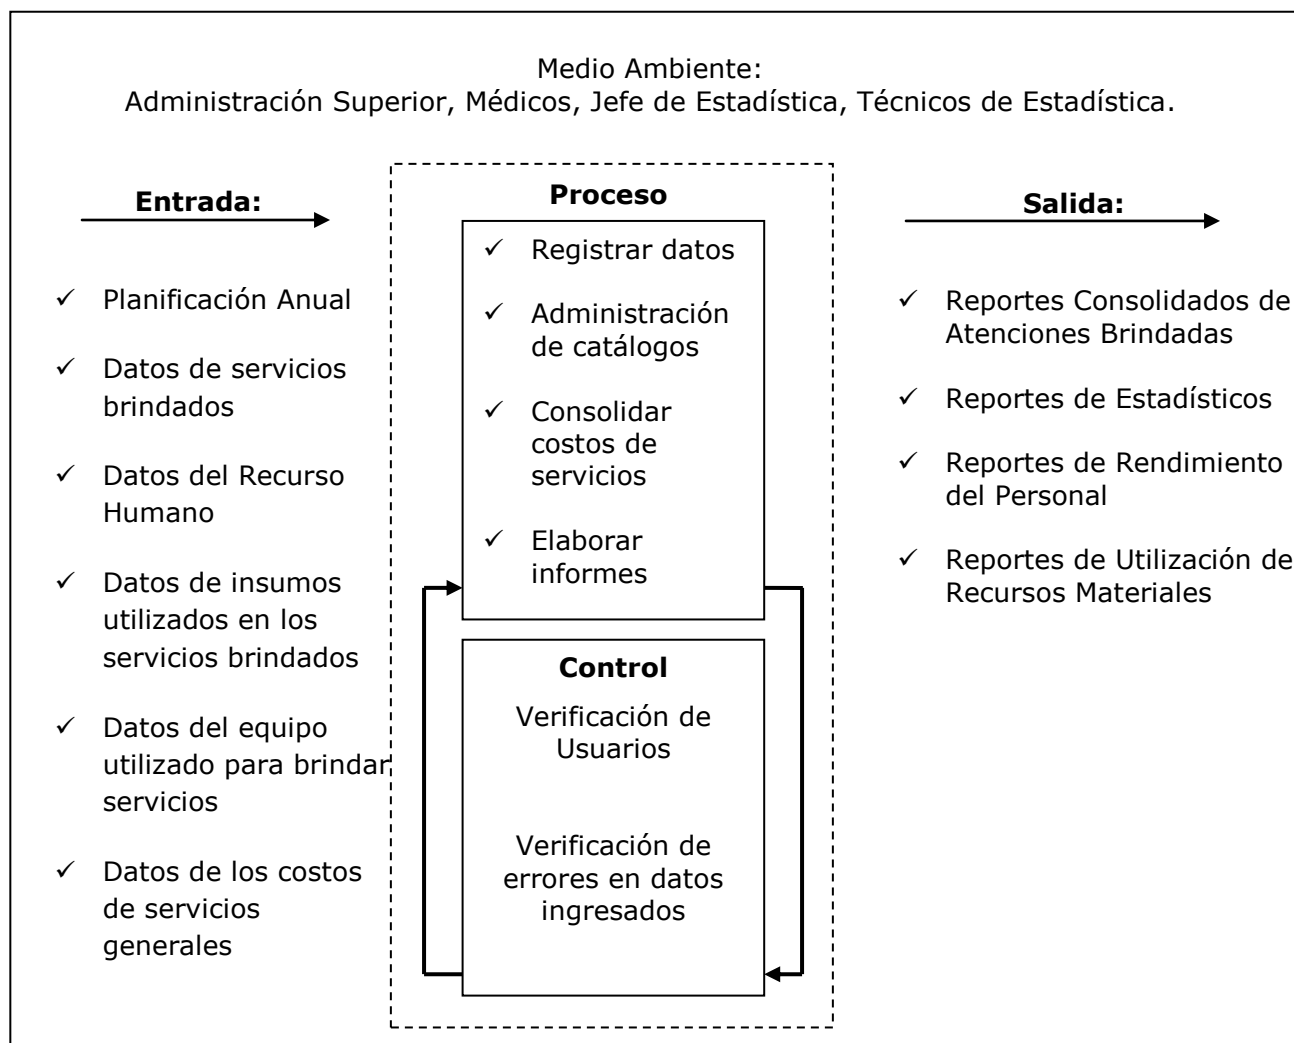 Medio Ambiente:
Administración Superior, Médicos, Jefe de Estadística, Técnicos de Estadística.
Entrada:
✓ Planificación Anual
✓ Datos de servicios
brindados
✓ Datos del Recurso
Humano
✓ Datos de insumos
utilizados en los
servicios brindados
✓ Datos del equipo
utilizado para brindar
servicios
✓ Datos de los costos
de servicios
generales
Proceso
✓ Registrar datos
✓ Administración
de catálogos
✓ Consolidar
costos de
servicios
✓ Elaborar
informes
Control
Verificación de
Usuarios
Verificación de
errores en datos
ingresados
Salida:
✓ Reportes Consolidados de
Atenciones Brindadas
✓ Reportes de Estadísticos
✓ Reportes de Rendimiento
del Personal
✓ Reportes de Utilización de
Recursos Materiales